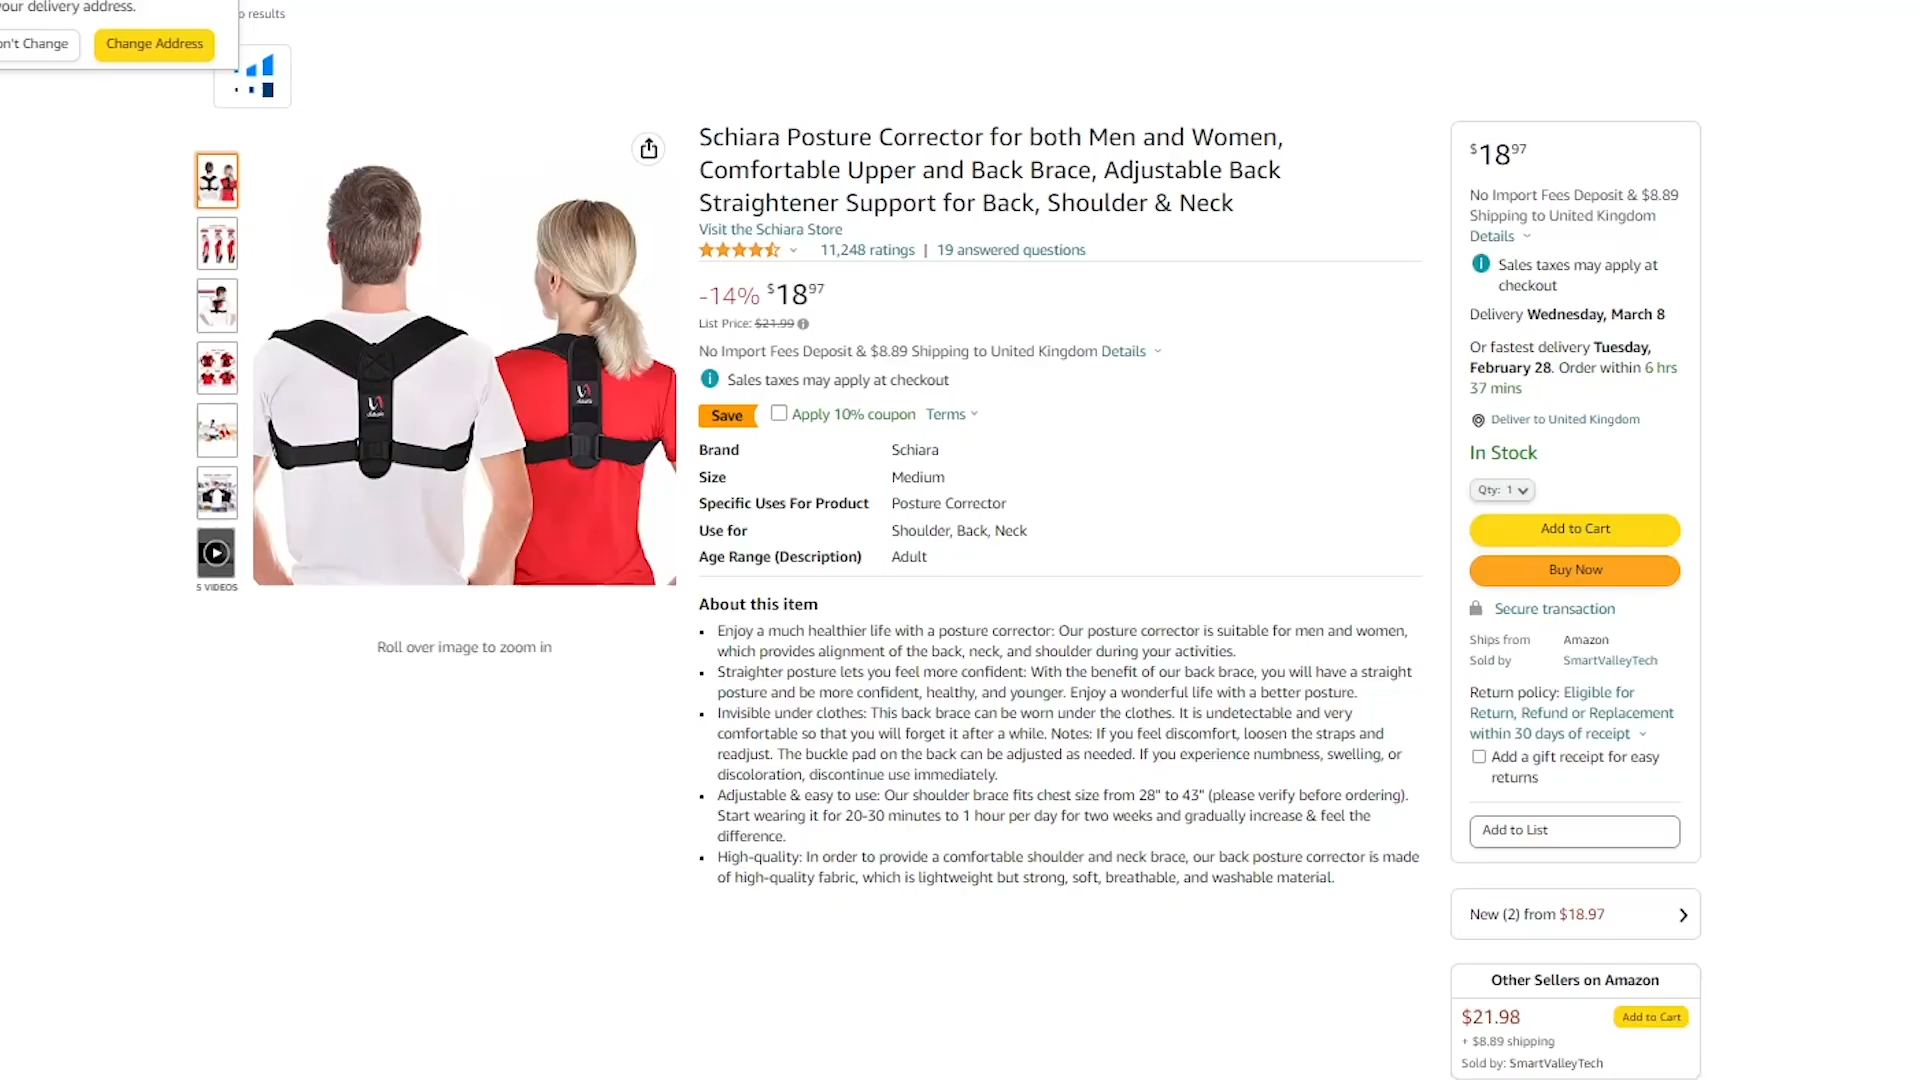 our delivery address.
on't Change
Change Address
o results
Schiara Posture Corrector for both Men and Women,
Comfortable Upper and Back Brace, Adjustable Back
Straightener Support for Back, Shoulder & Neck
Visit the Schiara Store
11,248 ratings | 19 answered questions
-14% $18 97
List Price: $21.99
No Import Fees Deposit & $8.89 Shipping to United Kingdom Details
Sales taxes may apply at checkout
Save Apply 10% coupon Terms
Brand Schiara
Size Medium
Specific Uses For Product Posture Corrector
Use for Shoulder, Back, Neck
Age Range (Description) Adult
About this item
Enjoy a much healthier life with a posture corrector: Our posture corrector is suitable for men and women,
which provides alignment of the back, neck, and shoulder during your activities.
Straighter posture lets you feel more confident: With the benefit of our back brace, you will have a straight
posture and be more confident, healthy, and younger. Enjoy a wonderful life with a better posture.
Invisible under clothes: This back brace can be worn under the clothes. It is undetectable and very
comfortable so that you will forget it after a while. Notes: If you feel discomfort, loosen the straps and
readjust. The buckle pad on the back can be adjusted as needed. If you experience numbness, swelling, or
discoloration, discontinue use immediately.
Adjustable & easy to use: Our shoulder brace fits chest size from 28" to 43" (please verify before ordering).
Start wearing it for 20-30 minutes to 1 hour per day for two weeks and gradually increase & feel the
difference.
High-quality: In order to provide a comfortable shoulder and neck brace, our back posture corrector is made
of high-quality fabric, which is lightweight but strong, soft, breathable, and washable material.
5 VIDEOS
Roll over image to zoom in
$18 97
No Import Fees Deposit & $8.89
Shipping to United Kingdom
Details
Sales taxes may apply at
checkout
Delivery Wednesday, March 8
Or fastest delivery Tuesday,
February 28. Order within 6 hrs
37 mins
Deliver to United Kingdom
In Stock
Qty: 1
Add to Cart
Buy Now
Secure transaction
Ships from Amazon
Sold by SmartValleyTech
Return policy: Eligible for
Return, Refund or Replacement
within 30 days of receipt
Add a gift receipt for easy
returns
Add to List
New (2) from $18.97
Other Sellers on Amazon
$21.98
Add to Cart
+ $8.89 shipping
Sold by: SmartValleyTech